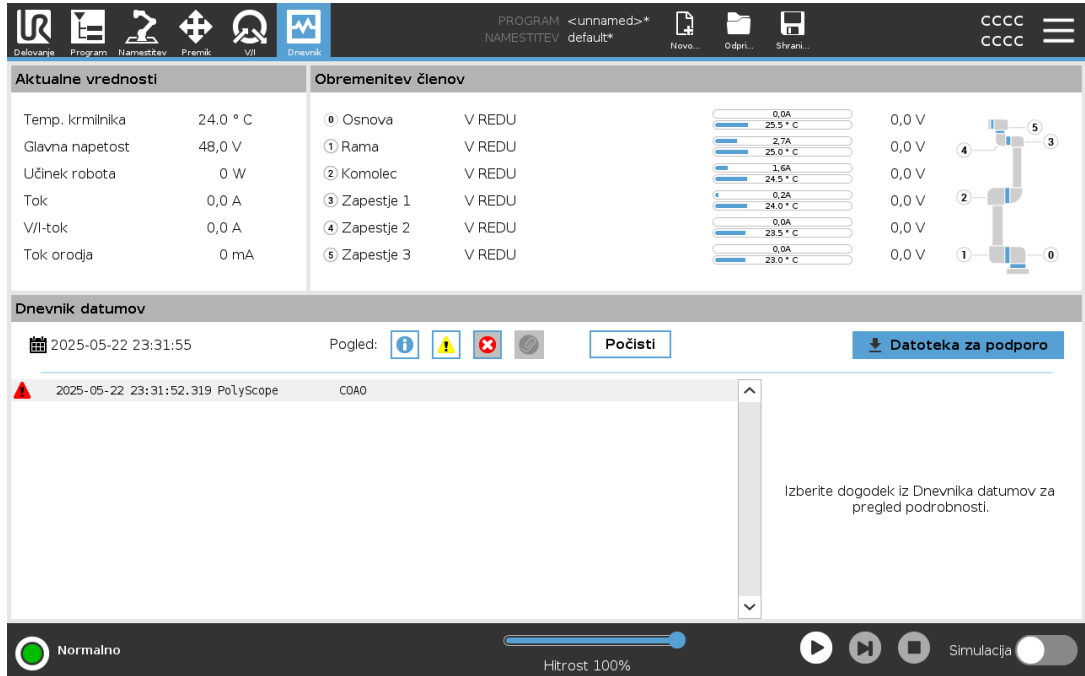 PROGRAM <unnamed>*
NAMESTITEV default*
CCCC
CCCC
Delovanje Program Namestitev Premik V/I Dnevnik Novo... Odpri... Shrani...
Aktualne vrednosti
Temp. krmilnika 24.0 ° C
Glavna napetost 48,0 V
Učinek robota 0 W
Tok 0,0 A
V/I-tok 0,0 A
Tok orodja 0 mA
Obremenitev členov
0 Osnova V REDU 0,0A 25.5 ° C 0,0 V
1 Rama V REDU 2,7A 25.0 ° C 0,0 V
2 Komolec V REDU 1,6A 24.5 ° C 0,0 V
3 Zapestje 1 V REDU 0,2A 24.0 ° C 0,0 V
4 Zapestje 2 V REDU 0,0A 23.5 ° C 0,0 V
5 Zapestje 3 V REDU 0,0A 23.0 ° C 0,0 V
5
4 3
2
1 0
Dnevnik datumov
2025-05-22 23:31:55 Pogled: Počisti Datoteka za podporo
2025-05-22 23:31:52.319 PolyScope C0A0
Izberite dogodek iz Dnevnika datumov za
pregled podrobnosti.
Normalno
Hitrost 100%
Simulacija